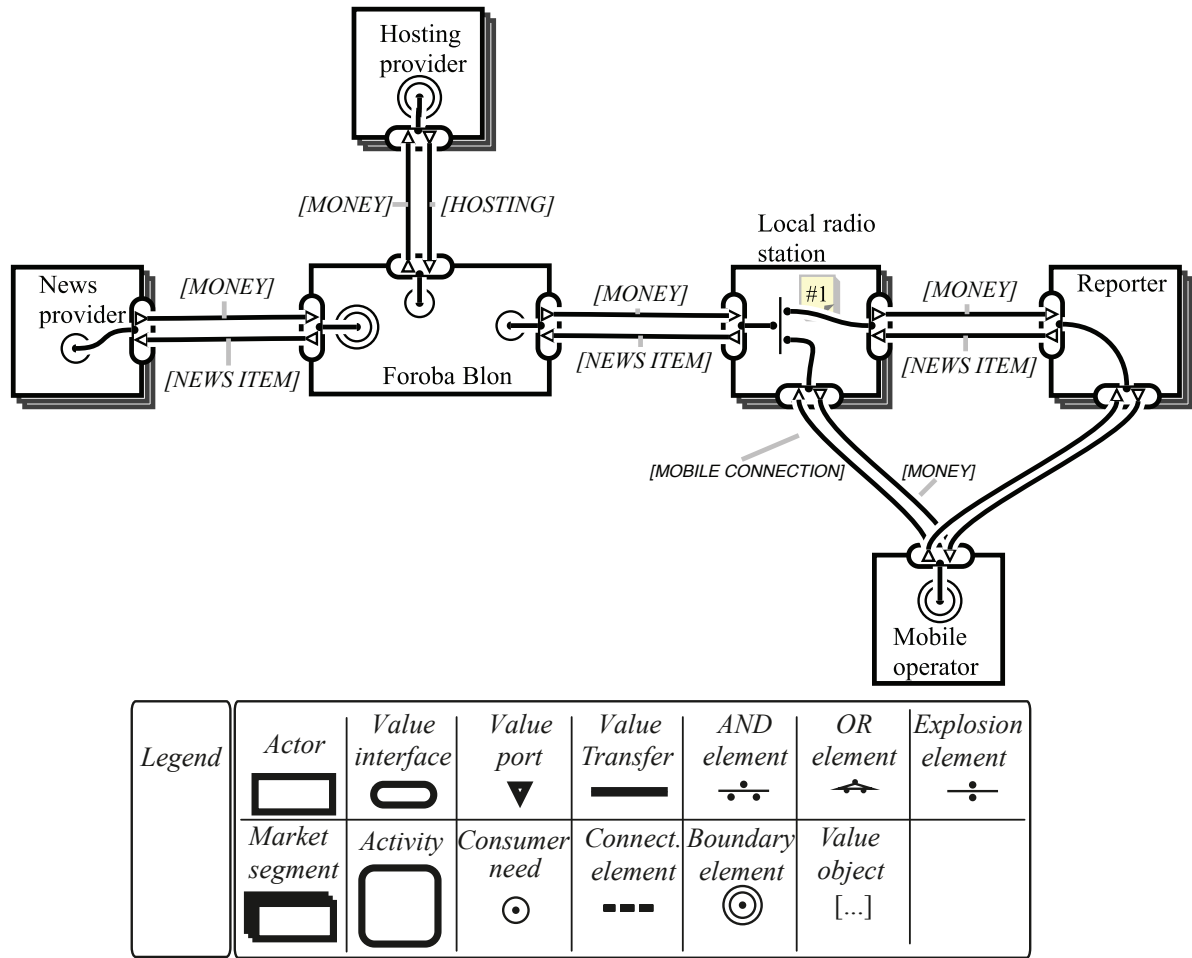 Hosting
provider
[MONEY]
[HOSTING]
Local radio
station
News
provider
[MONEY]
[NEWS ITEM]
Foroba Blon
[MONEY]
[NEWS ITEM]
#1
[MONEY]
[NEWS ITEM]
Reporter
[MOBILE CONNECTION]
[MONEY]
Mobile
operator
Legend
Actor
Value
interface
Value
port
Value
Transfer
AND
element
OR
element
Explosion
element
Market
segment
Activity
Consumer
need
Connect.
element
Boundary
element
Value
object
[...]